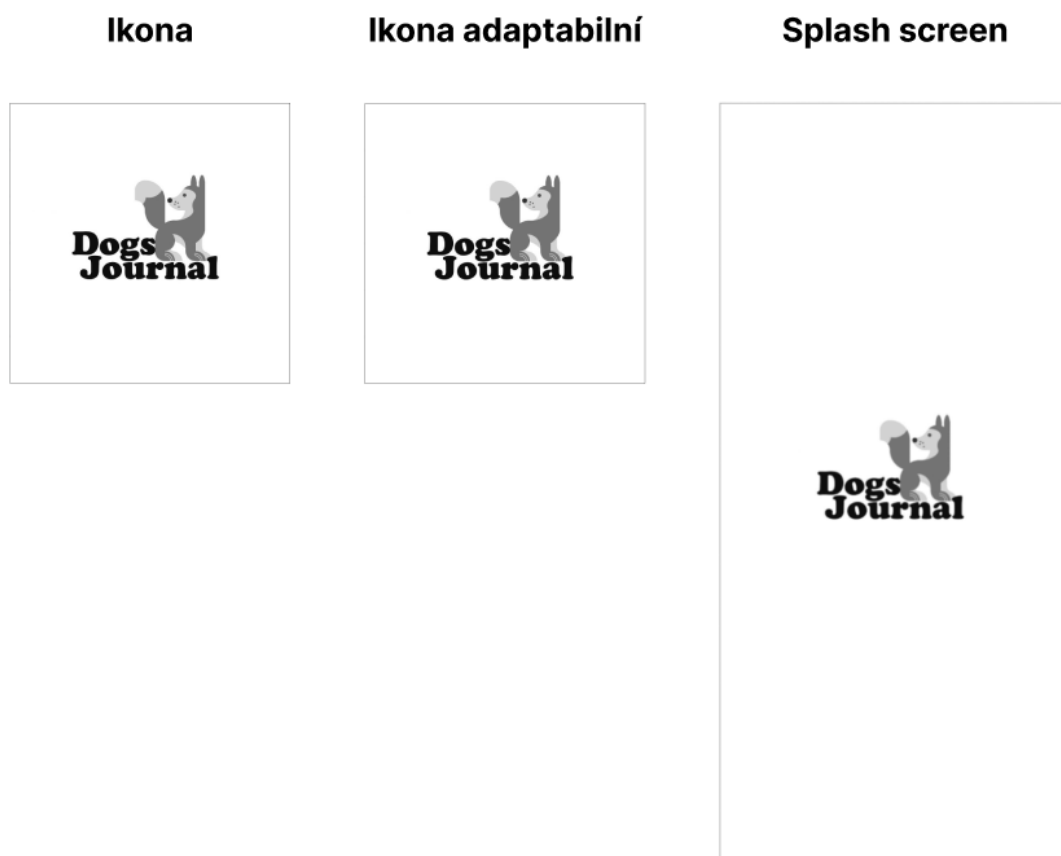 Ikona
Ikona adaptabilní
Splash screen
Dogs
Journal
Dogs
Journal
Dogs
Journal